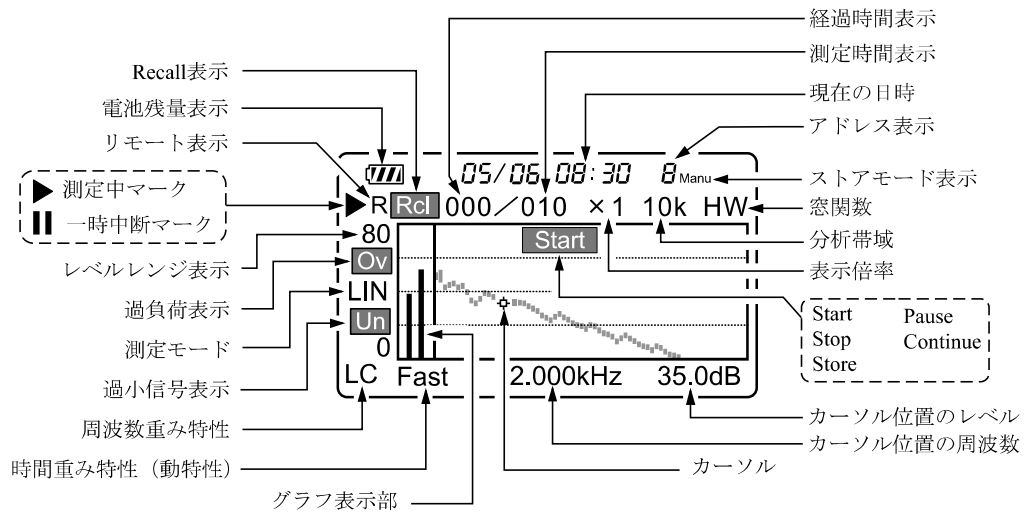 経過時間表示
測定時間表示
Recall表示
現在の日時
電池残量表示
アドレス表示
リモート表示
05/06 08:30 8 Manu
ストアモード表示
▶ 測定中マーク
R Rcl 000/010 ×1 10k HW
窓関数
一時中断マーク
80
Start
分析帯域
レベルレンジ表示
Ov
表示倍率
過負荷表示
LIN
Start Pause
測定モード
Un
Stop Continue
0
Store
過小信号表示
LC Fast 2.000kHz 35.0dB
周波数重み特性
カーソル位置のレベル
カーソル位置の周波数
時間重み特性（動特性）
カーソル
グラフ表示部